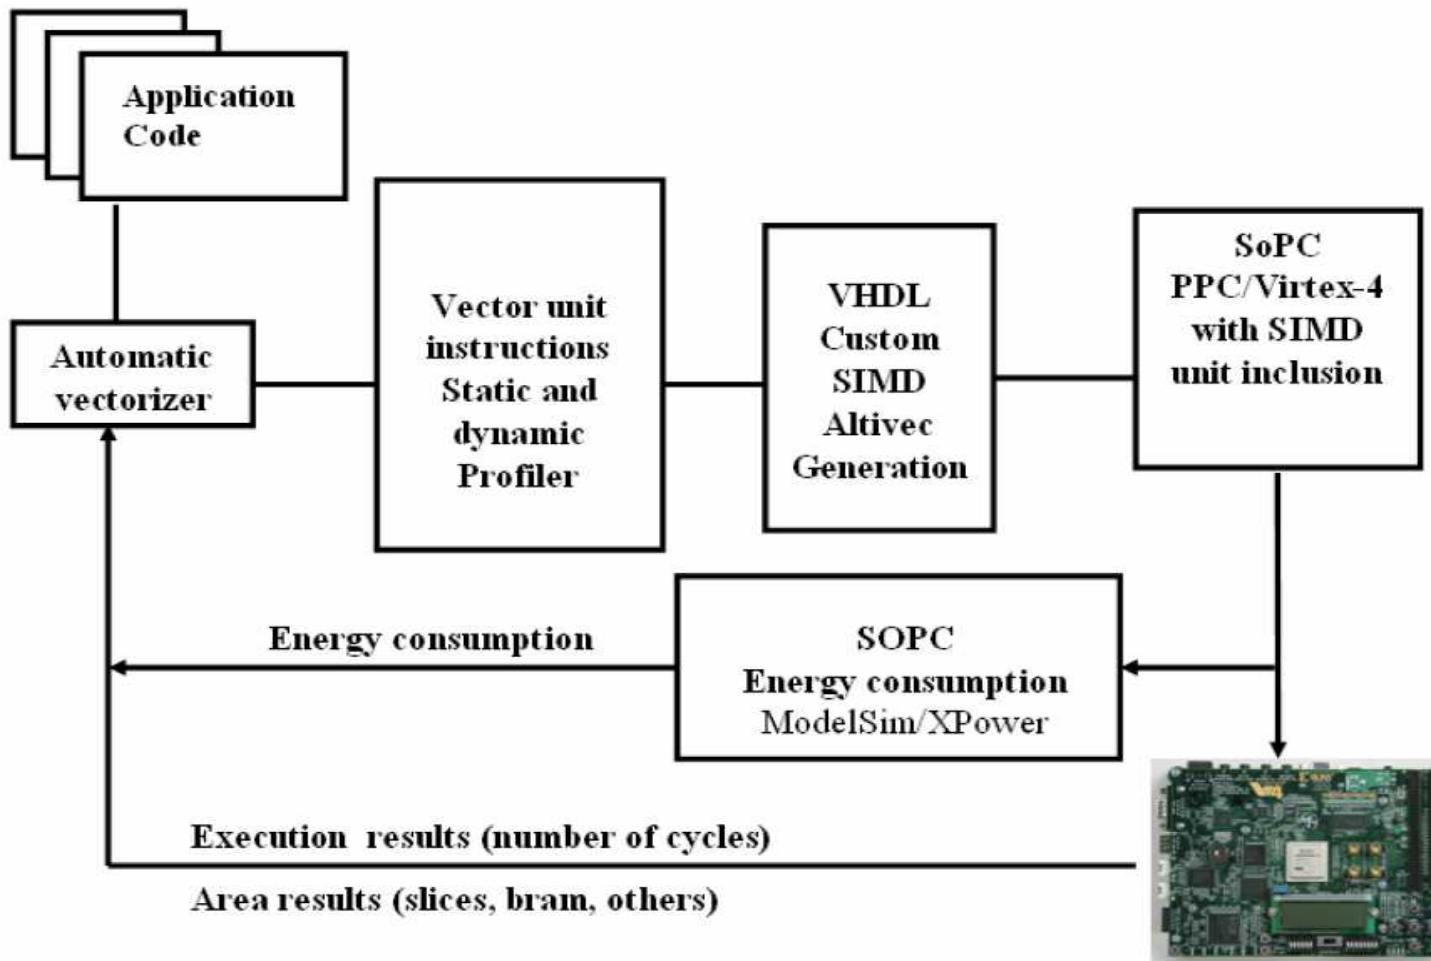 Application
Code
Automatic
vectorizer
Vector unit
instructions
Static and
dynamic
Profiler
VHDL
Custom
SIMD
Altivec
Generation
SoPC
PPC/Virtex-4
with SIMD
unit inclusion
Energy consumption
SOPC
Energy consumption
ModelSim/XPower
Execution results (number of cycles)
Area results (slices, bram, others)